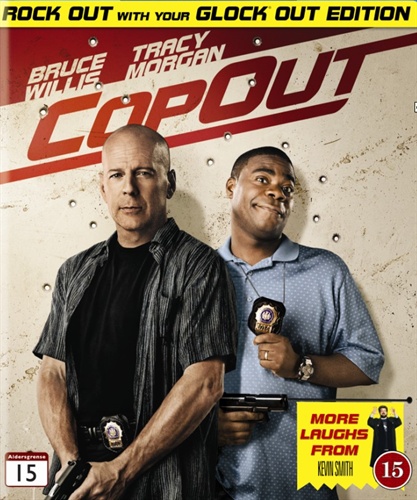 ROCK OUT WITH YOUR GLOCK OUT EDITION
BRUCE WILLIS
TRACY MORGAN
COPOUT
MORE
LAUGHS
FROM
KEVIN SMITH
Aldersgrense
15
15